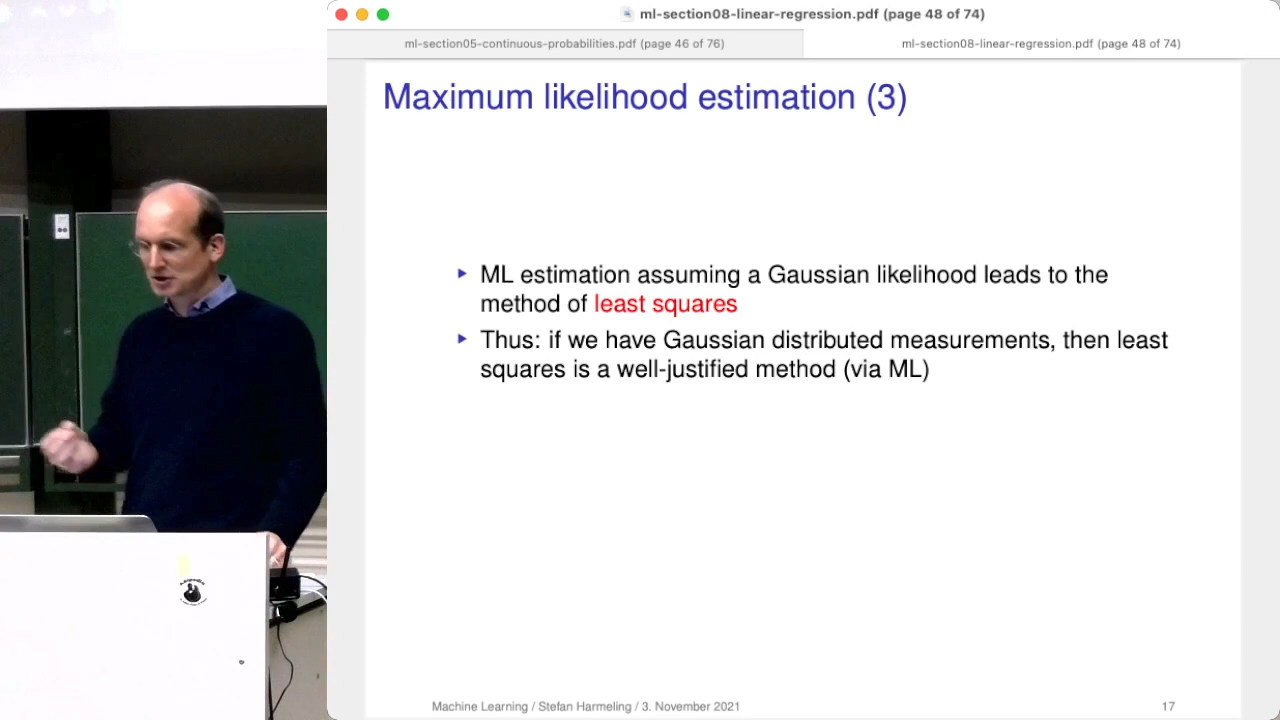 ml-section08-linear-regression.pdf (page 48 of 74)
ml-section05-continuous-probabilities.pdf (page 46 of 76)
ml-section08-linear-regression.pdf (page 48 of 74)
Maximum likelihood estimation (3)
ML estimation assuming a Gaussian likelihood leads to the
method of least squares
Thus: if we have Gaussian distributed measurements, then least
squares is a well-justified method (via ML)
Machine Learning / Stefan Harmeling / 3. November 2021
17